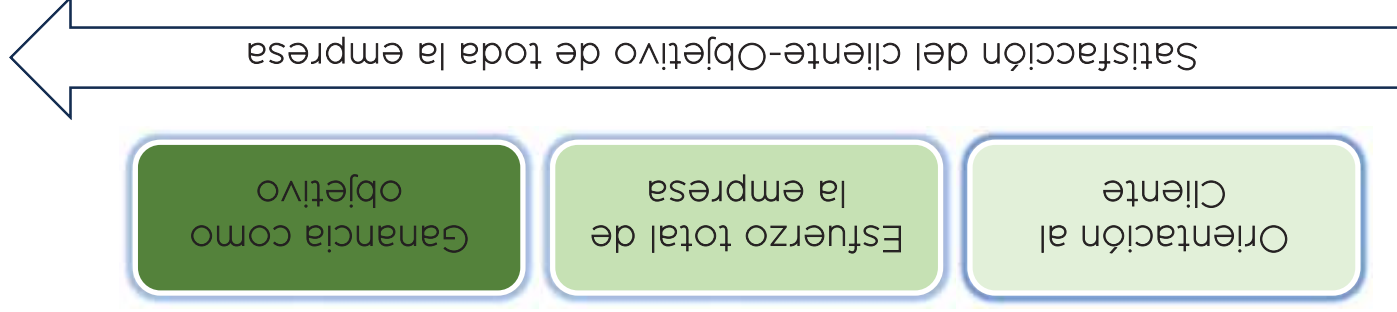 Orientación al
Cliente
Esfuerzo total de
la empresa
Ganancia como
objetivo
Satisfacción del cliente-Objetivo de toda la empresa